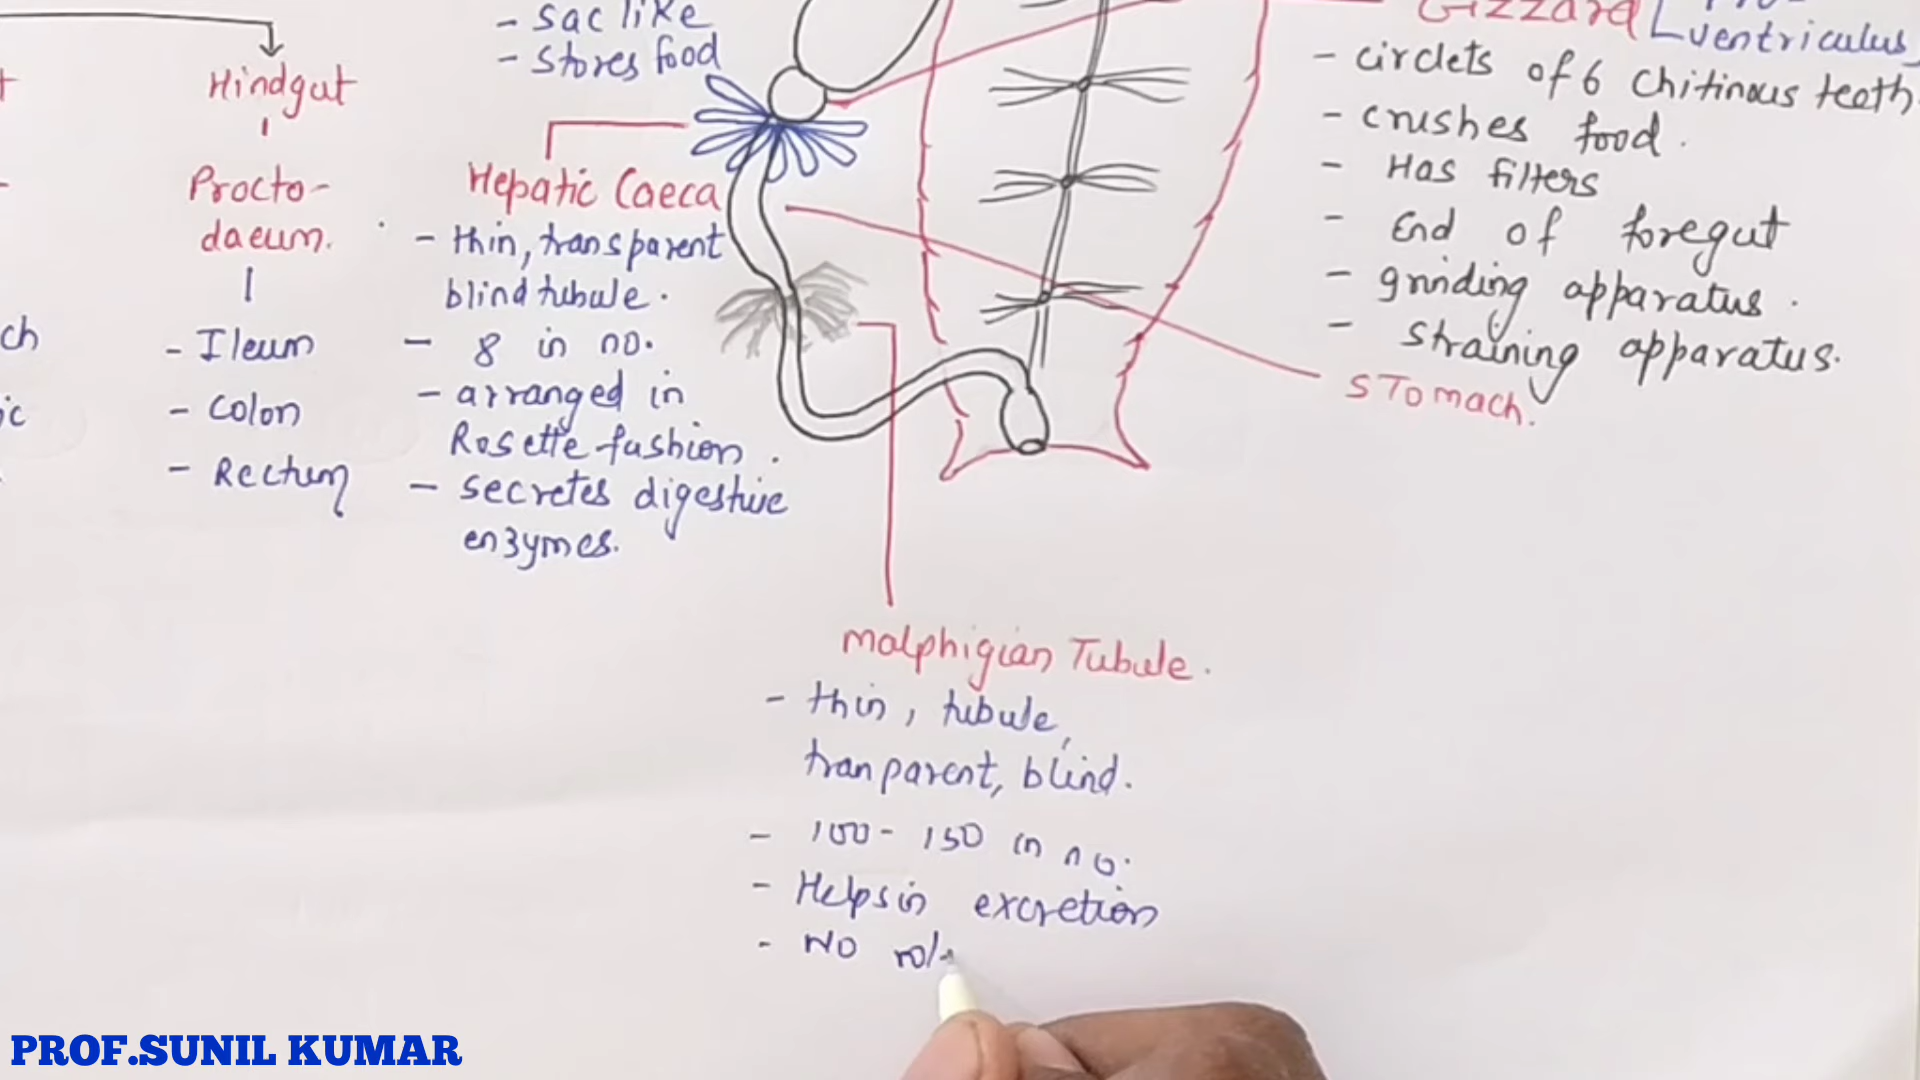 - sac like
- stores food
Hindgut
Procto-
daeum.
- Ileum
- Colon
- Rectum
ch
ic
Hepatic Caeca
- thin, transparent
blind tubule.
- 8 in no.
- arranged in
Rosette fashion.
- secretes digestive
enzymes.
Gizzard
ventriculus
- circlets of 6 chitinous teeth.
- crushes food.
- Has filters
- End of foregut
- grinding apparatus.
- straining apparatus.
STomach.
Malphigian Tubule.
- thin, tubule,
tranparent, blind.
- 100-150 in no.
- Helps in excretion
- No
PROF.SUNIL KUMAR